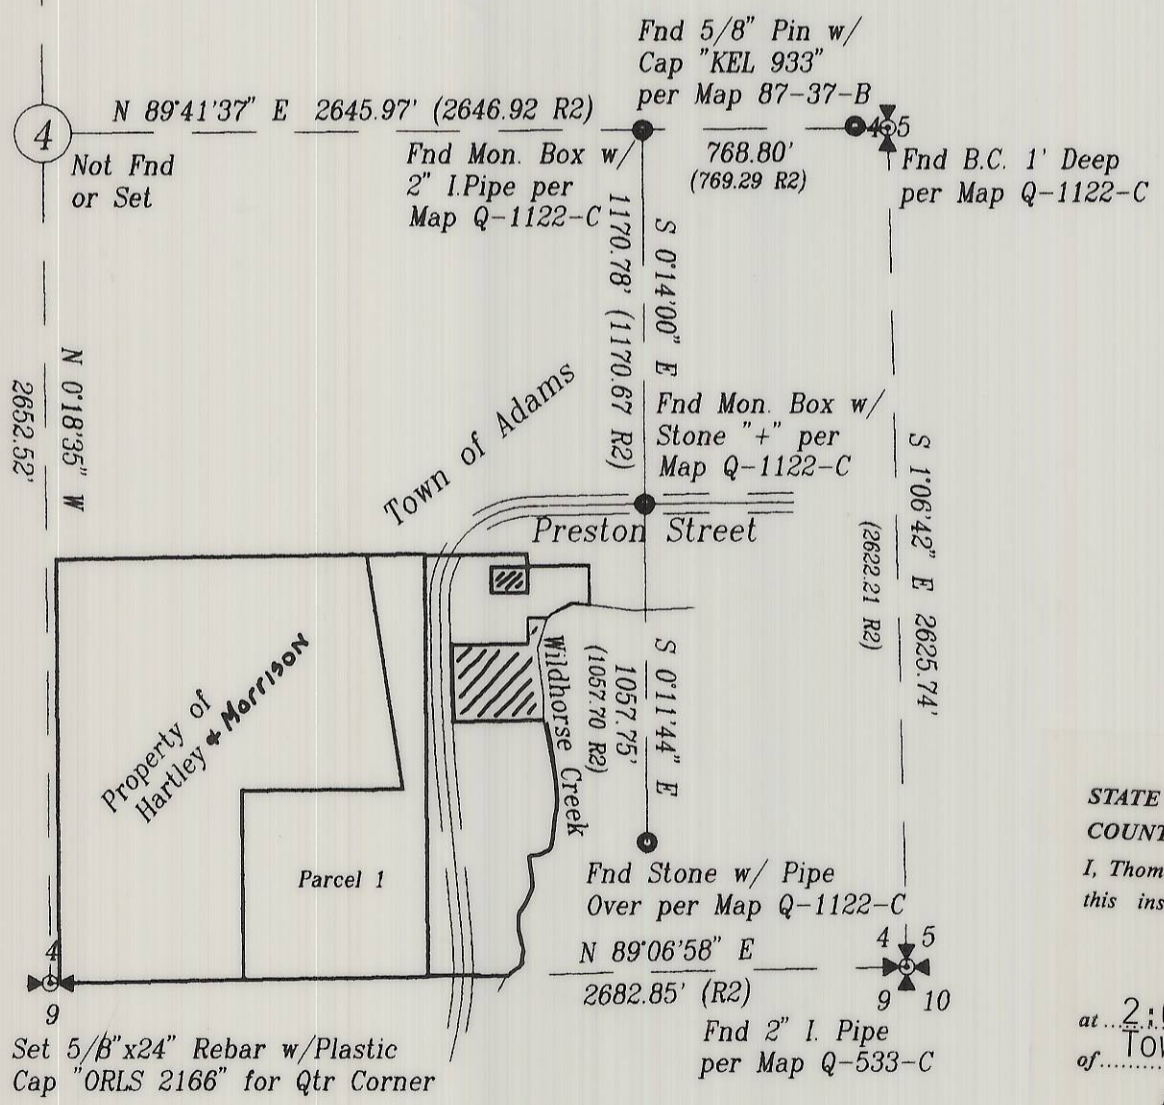 Fnd 5/8" Pin w/
Cap "KEL 933"
per Map 87-37-B
N 89°41'37" E 2645.97' (2646.92 R2)
4
Not Fnd
or Set
Fnd Mon. Box w/
2" I.Pipe per
Map Q-1122-C
768.80'
(769.29 R2)
4 5
Fnd B.C. 1' Deep
per Map Q-1122-C
S 0°14'00" E
1170.78' (1170.67 R2)
N 0°18'35" W
2652.52'
Town of Adams
Fnd Mon. Box w/
Stone "+" per
Map Q-1122-C
Preston Street
S 1°06'42" E 2625.74'
(2622.21 R2)
Property of
Hartley & Morrison
Wildhorse Creek
S 0°11'44" E
1057.75'
(1057.70 R2)
Parcel 1
Fnd Stone w/ Pipe
Over per Map Q-1122-C
N 89°06'58" E
2682.85' (R2)
4 5
9 10
4
9
Fnd 2" I. Pipe
per Map Q-533-C
Set 5/8"x24" Rebar w/Plastic
Cap "ORLS 2166" for Qtr Corner
STATE
COUNT
I, Thom
this ins
at 2:
of